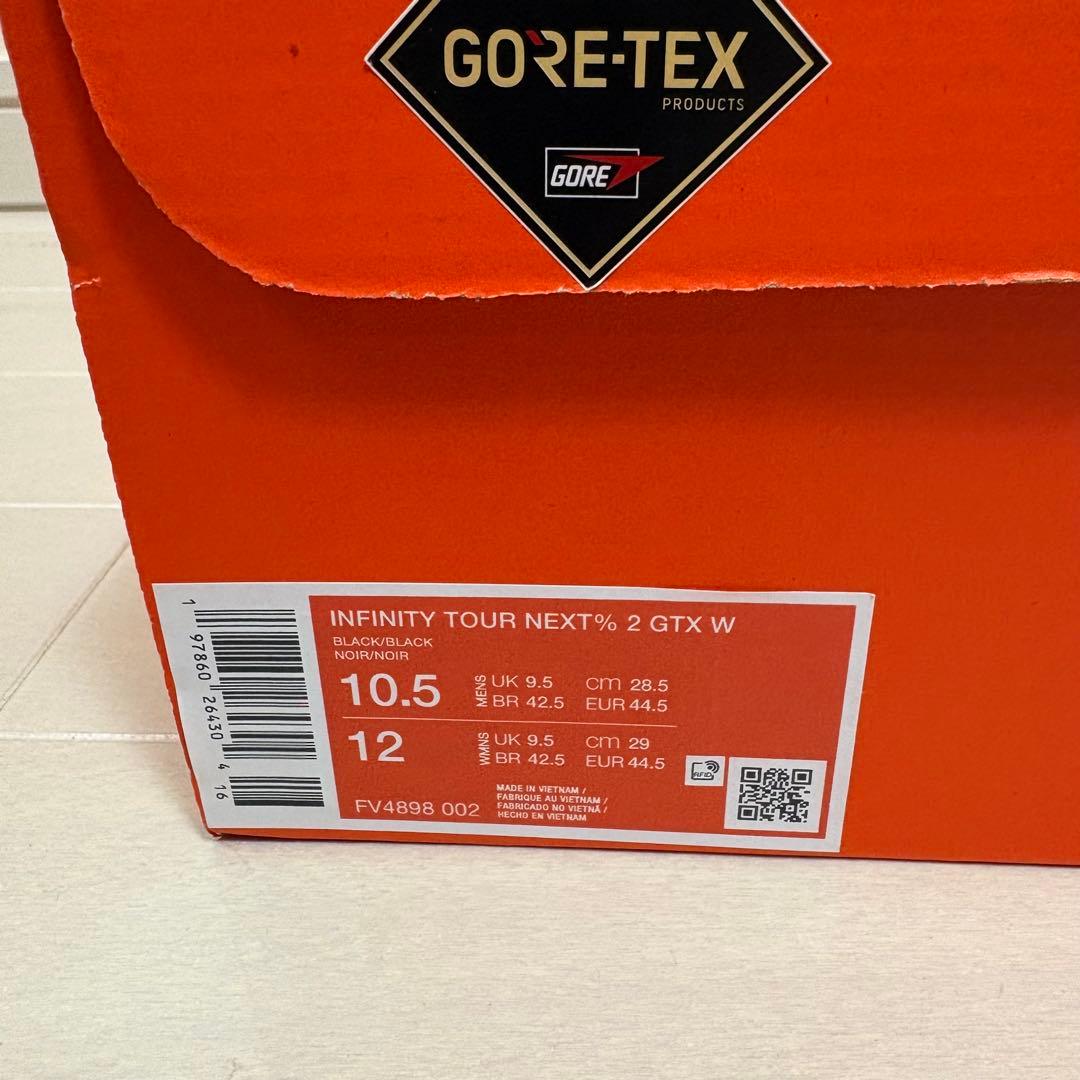 GORE-TEX
PRODUCTS
GORE
INFINITY TOUR NEXT% 2 GTX W
BLACK/BLACK
NOIR/NOIR
10.5 MENS UK 9.5 cm 28.5
BR 42.5 EUR 44.5
12 WMNS UK 9.5 cm 29
BR 42.5 EUR 44.5
FV4898 002
MADE IN VIETNAM /
FABRIQUE AU VIETNAM /
FABRICADO NO VIETNÃ /
HECHO EN VIETNAM
RFID
1 97860 26430 4 16